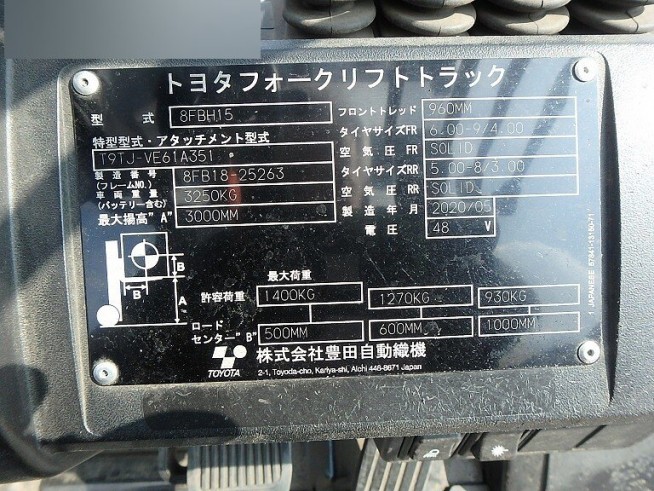 トヨタフォークリフトトラック
型 式 8FBH15
特型型式・アタッチメント型式
T9TJ-VE61A351
製造番号 (フレームNO.) 8FB18-25263
車両重量 (バッテリー含む) 3250KG
最大揚高"A" 3000MM
フロントトレッド 960MM
タイヤサイズFR 6.00-9/4.00
空気圧 FR SOLID
タイヤサイズRR 5.00-8/3.00
空気圧 RR SOLID
製造年月 2020/05
電圧 48 V
B
B
A
最大荷重
許容荷重 1400KG 1270KG 930KG
ロードセンター"B" 500MM 600MM 1000MM
TOYOTA
株式会社豊田自動織機
2-1, Toyoda-cho, Kariya-shi, Aichi 448-8671 Japan